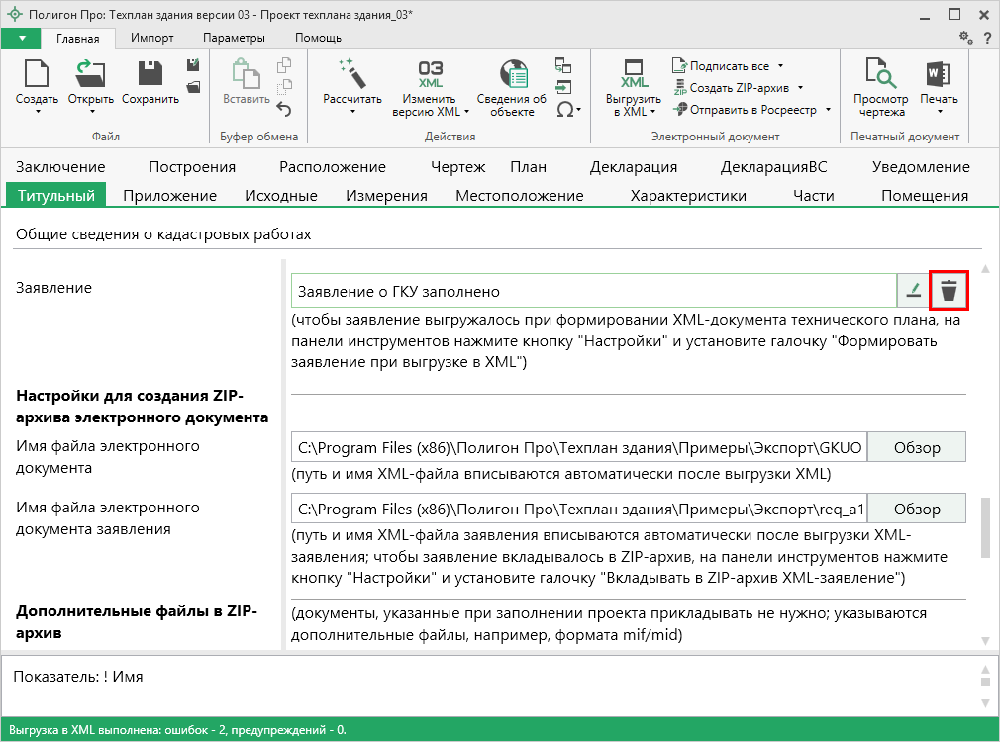 Полигон Про: Техплан здания версии 03 - Проект техплана здания_03*
Главная Импорт Параметры Помощь ?
Создать Открыть Сохранить
Файл
Вставить
Буфер обмена
Рассчитать
03 XML
Изменить
версию XML
Сведения об
объекте
Ω
Действия
XML
Выгрузить
в XML
Подписать все
ZIP Создать ZIP-архив
Отправить в Росреестр
Электронный документ
Просмотр
чертежа
W
Печать
Печатный документ
Заключение Построения Расположение Чертеж План Декларация ДекларацияВС Уведомление
Титульный Приложение Исходные Измерения Местоположение Характеристики Части Помещения
Общие сведения о кадастровых работах
Заявление
Заявление о ГКУ заполнено
(чтобы заявление выгружалось при формировании XML-документа технического плана, на
панели инструментов нажмите кнопку "Настройки" и установите галочку "Формировать
заявление при выгрузке в XML")
Настройки для создания ZIP-
архива электронного документа
Имя файла электронного
документа
C:\Program Files (x86)\Полигон Про\Техплан здания\Примеры\Экспорт\GKUO
Обзор
(путь и имя XML-файла вписываются автоматически после выгрузки XML)
Имя файла электронного
документа заявления
C:\Program Files (x86)\Полигон Про\Техплан здания\Примеры\Экспорт\req_a1
Обзор
(путь и имя XML-файла заявления вписываются автоматически после выгрузки XML-
заявления; чтобы заявление вкладывалось в ZIP-архив, на панели инструментов нажмите
кнопку "Настройки" и установите галочку "Вкладывать в ZIP-архив XML-заявление")
Дополнительные файлы в ZIP-
архив
(документы, указанные при заполнении проекта прикладывать не нужно; указываются
дополнительные файлы, например, формата mif/mid)
Показатель: ! Имя
Выгрузка в XML выполнена: ошибок - 2, предупреждений - 0.